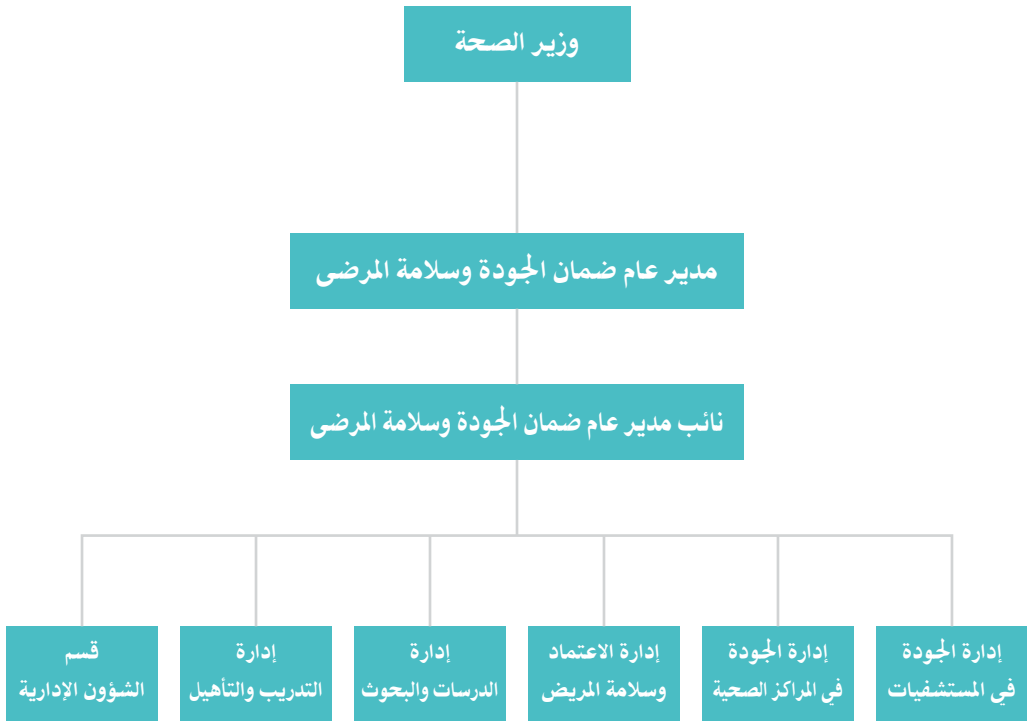 وزير الصحة
مدير عام ضمان الجودة وسلامة المرضى
نائب مدير عام ضمان الجودة وسلامة المرضى
إدارة الجودة
في المستشفيات
إدارة الجودة
في المراكز الصحية
إدارة الاعتماد
وسلامة المريض
إدارة
الدرسات والبحوث
إدارة
التدريب والتأهيل
قسم
الشؤون الإدارية